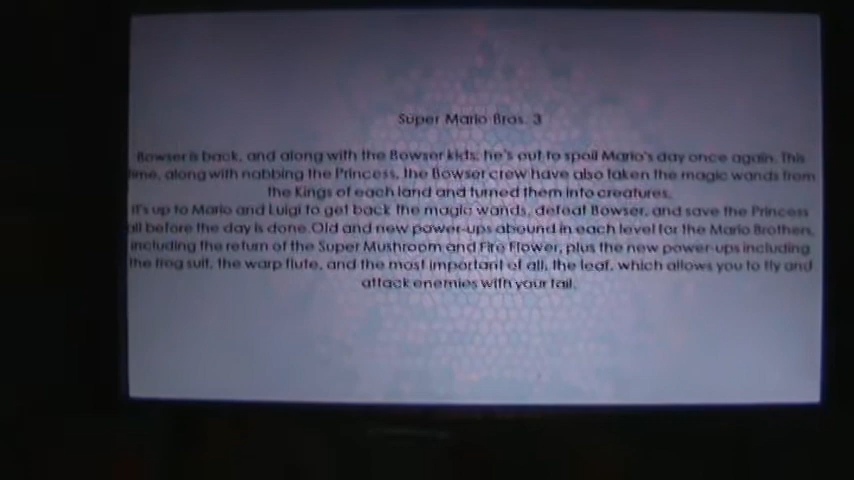 Super Mario Bros. 3
Bowser is back, and along with the Bowser kids, he's out to spoil Mario's day once again. This
time, along with nabbing the Princess, the Bowser crew have also taken the magic wands from
the Kings of each land and turned them into creatures.
It's up to Mario and Luigi to get back the magic wands, defeat Bowser, and save the Princess
all before the day is done. Old and new power-ups abound in each level for the Mario Brothers,
including the return of the Super Mushroom and Fire Flower, plus the new power-ups including
the frog suit, the warp flute, and the most important of all, the leaf, which allows you to fly and
attack enemies with your tail.